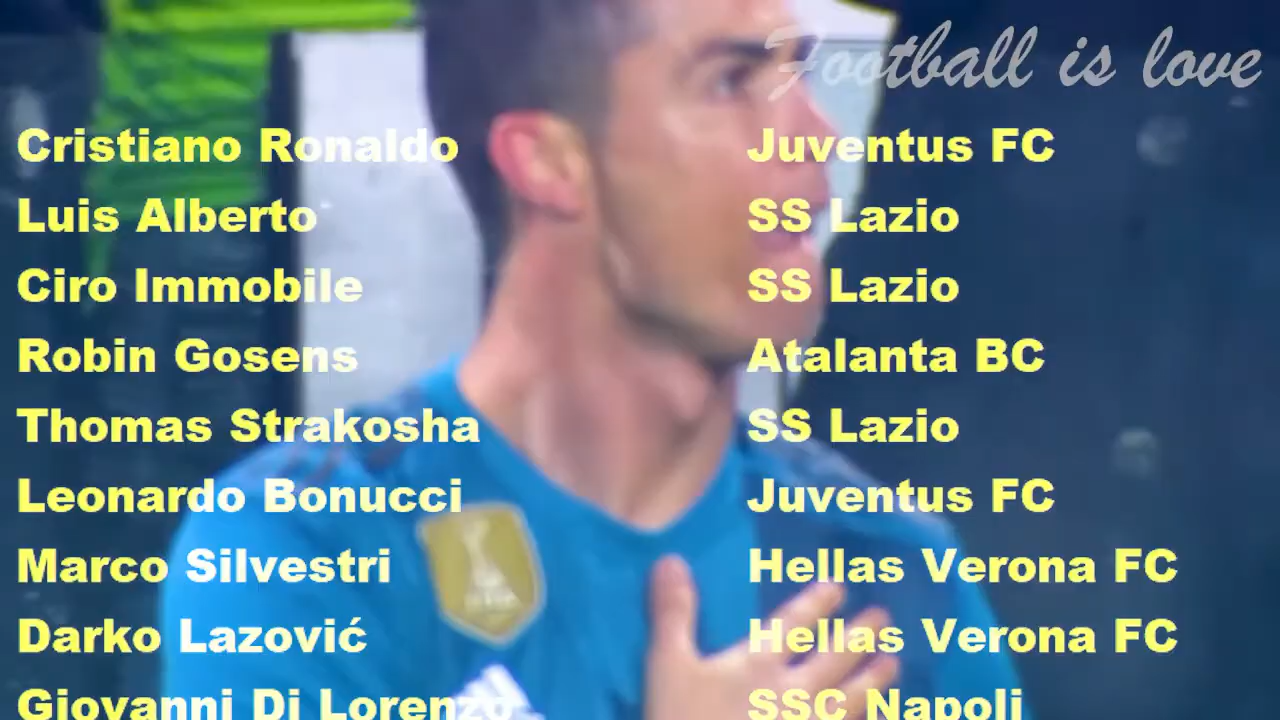 Football is love
Cristiano Ronaldo Juventus FC
Luis Alberto SS Lazio
Ciro Immobile SS Lazio
Robin Gosens Atalanta BC
Thomas Strakosha SS Lazio
Leonardo Bonucci Juventus FC
Marco Silvestri Hellas Verona FC
Darko Lazović Hellas Verona FC
Giovanni Di Lorenzo SSC Napoli